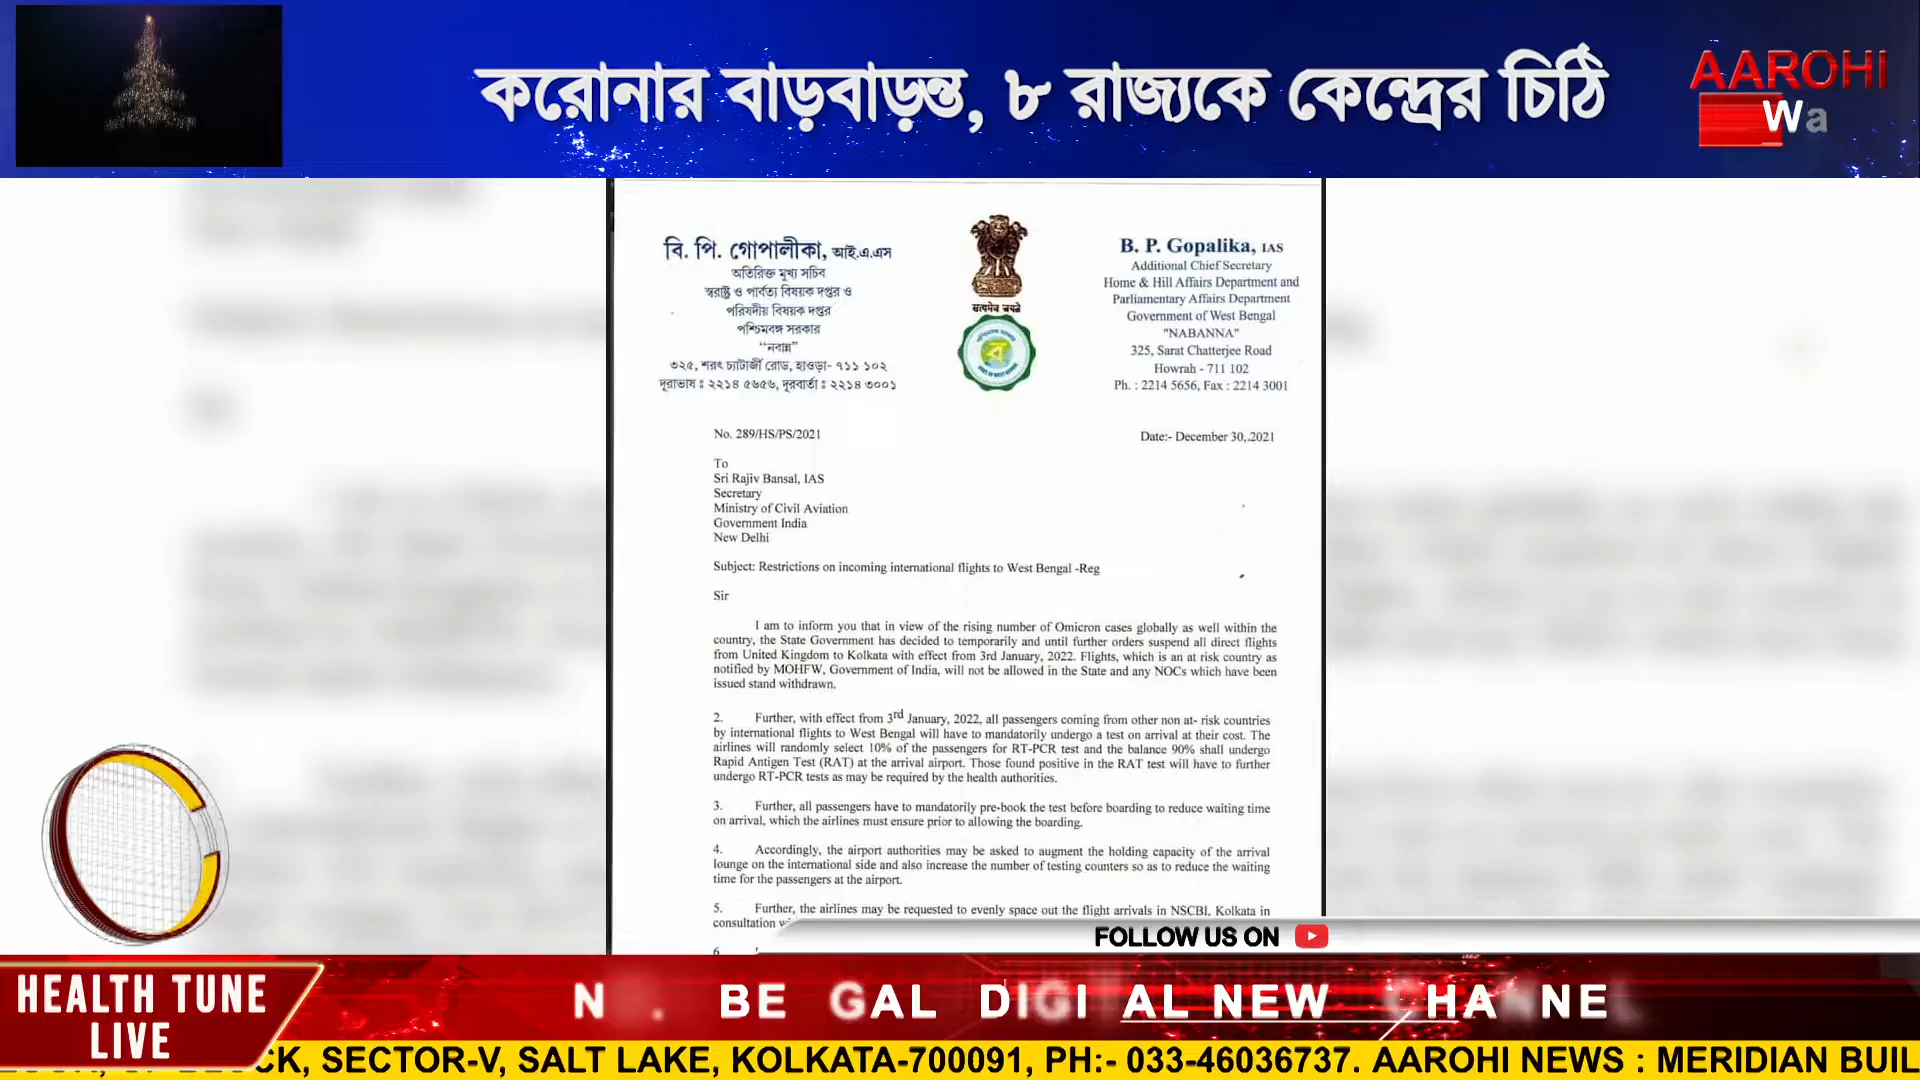 করোনার বাড়বাড়ন্ত, ৮ রাজ্যকে কেন্দ্রের চিঠি
AAROHI
Wa
বি. পি. গোপালীকা, আই.এ.এস
অতিরিক্ত মুখ্য সচিব
স্বরাষ্ট্র ও পার্বত্য বিষয়ক দপ্তর ও
পরিষদীয় বিষয়ক দপ্তর
পশ্চিমবঙ্গ সরকার
“নবান্ন”
৩২৫, শরৎ চ্যাটার্জী রোড, হাওড়া- ৭১১ ১০২
দূরাভাষ ঃ ২২১৪ ৫৬৫৬, দূরবার্তা ঃ ২২১৪ ৩০০১
सत्यमेव जयते
ব
B. P. Gopalika, IAS
Additional Chief Secretary
Home & Hill Affairs Department and
Parliamentary Affairs Department
Government of West Bengal
"NABANNA"
325, Sarat Chatterjee Road
Howrah - 711 102
Ph. : 2214 5656, Fax : 2214 3001
No. 289/HS/PS/2021
Date:- December 30,.2021
To
Sri Rajiv Bansal, IAS
Secretary
Ministry of Civil Aviation
Government India
New Delhi
Subject: Restrictions on incoming international flights to West Bengal -Reg
Sir
I am to inform you that in view of the rising number of Omicron cases globally as well within the
country, the State Government has decided to temporarily and until further orders suspend all direct flights
from United Kingdom to Kolkata with effect from 3rd January, 2022. Flights, which is an at risk country as
notified by MOHFW, Government of India, will not be allowed in the State and any NOCs which have been
issued stand withdrawn.
2. Further, with effect from 3rd January, 2022, all passengers coming from other non at- risk countries
by international flights to West Bengal will have to mandatorily undergo a test on arrival at their cost. The
airlines will randomly select 10% of the passengers for RT-PCR test and the balance 90% shall undergo
Rapid Antigen Test (RAT) at the arrival airport. Those found positive in the RAT test will have to further
undergo RT-PCR tests as may be required by the health authorities.
3. Further, all passengers have to mandatorily pre-book the test before boarding to reduce waiting time
on arrival, which the airlines must ensure prior to allowing the boarding.
4. Accordingly, the airport authorities may be asked to augment the holding capacity of the arrival
lounge on the international side and also increase the number of testing counters so as to reduce the waiting
time for the passengers at the airport.
5. Further, the airlines may be requested to evenly space out the flight arrivals in NSCBI, Kolkata in
consultation
6.
FOLLOW US ON
HEALTH TUNE
LIVE
N . BE GAL DIGI AL NEW HA NE
CK, SECTOR-V, SALT LAKE, KOLKATA-700091, PH:- 033-46036737. AAROHI NEWS : MERIDIAN BUIL